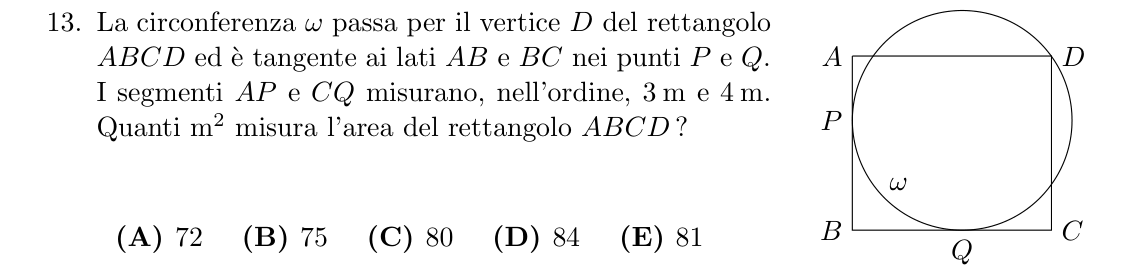 13. La circonferenza ω passa per il vertice D del rettangolo
ABCD ed è tangente ai lati AB e BC nei punti P e Q.
I segmenti AP e CQ misurano, nell'ordine, 3 m e 4 m.
Quanti m² misura l'area del rettangolo ABCD?
(A) 72 (B) 75 (C) 80 (D) 84 (E) 81
A
D
P
ω
B
C
Q